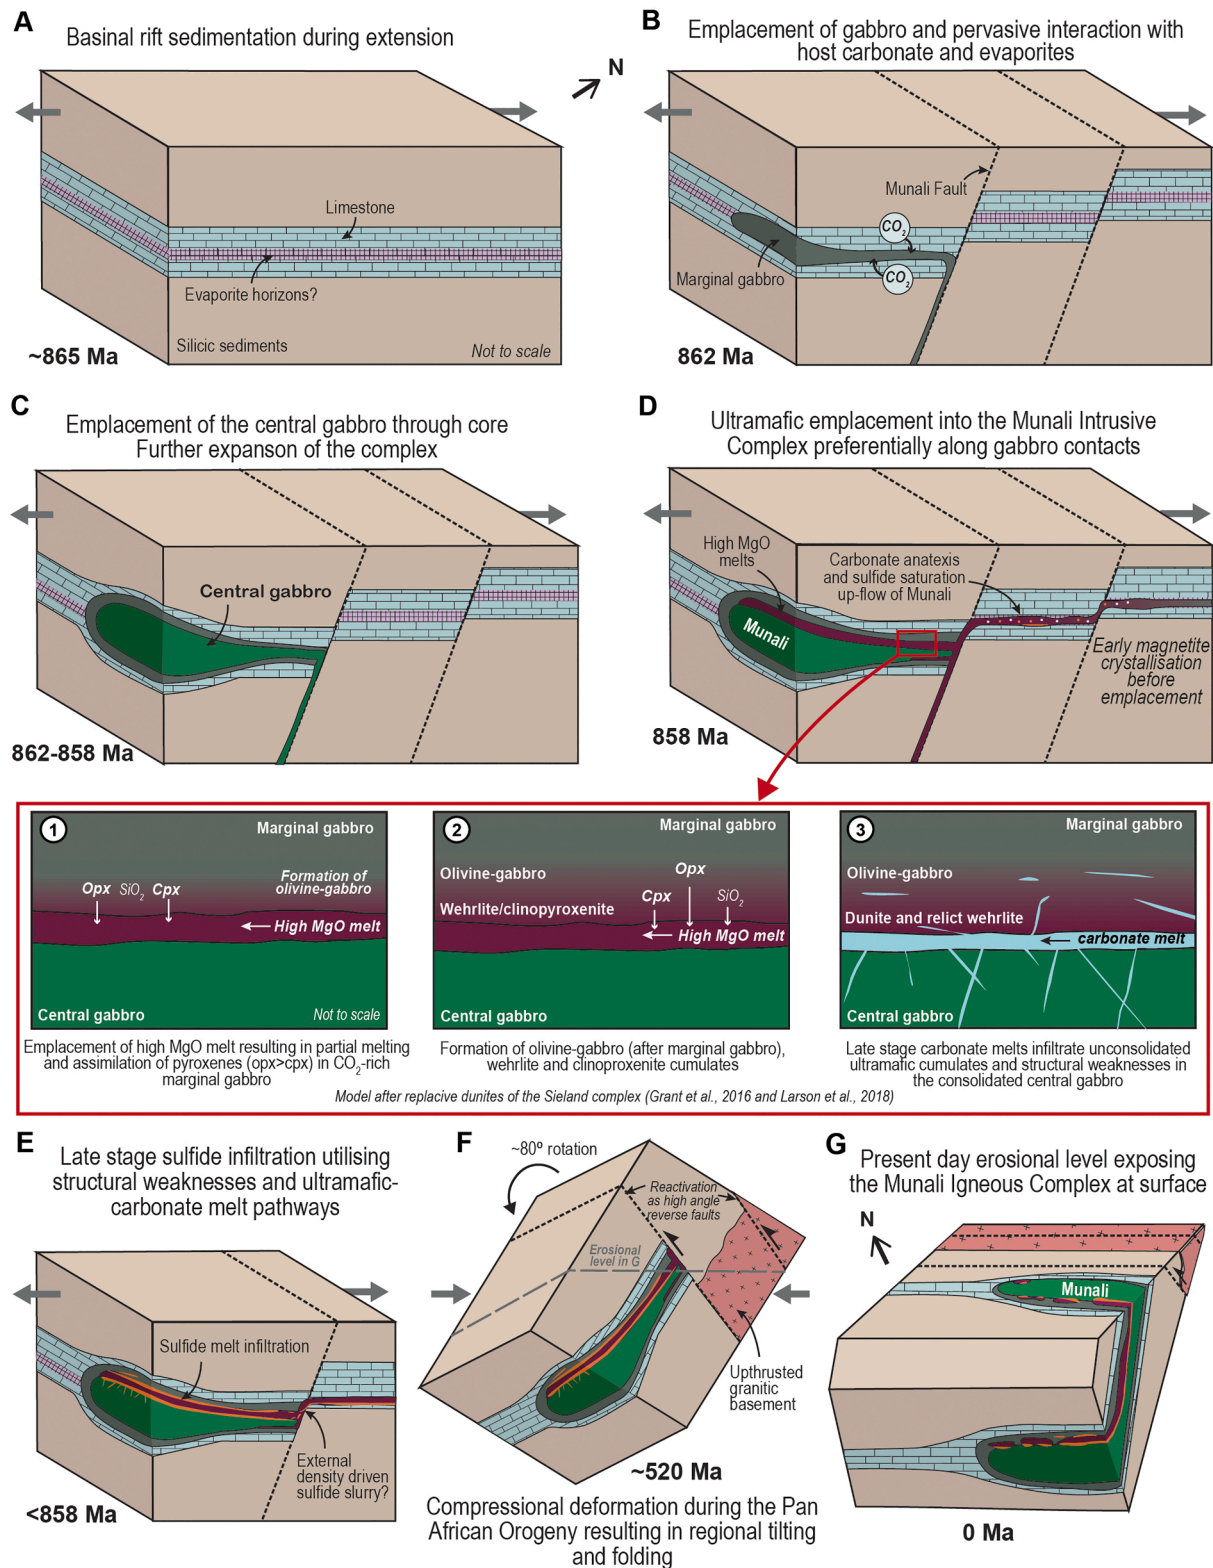 A
Basinal rift sedimentation during extension
N
Limestone
Evaporite horizons?
Silicic sediments
Not to scale
~865 Ma
B
Emplacement of gabbro and pervasive interaction with
host carbonate and evaporites
Munali Fault
CO2
Marginal gabbro
CO2
862 Ma
C
Emplacement of the central gabbro through core
Further expanson of the complex
Central gabbro
862-858 Ma
D
Ultramafic emplacement into the Munali Intrusive
Complex preferentially along gabbro contacts
High MgO
melts
Carbonate anatexis
and sulfide saturation
up-flow of Munali
Munali
Early magnetite
crystallisation
before
emplacement
858 Ma
1
Marginal gabbro
Formation of
olivine-gabbro
Opx SiO2 Cpx
High MgO melt
Central gabbro
Not to scale
Emplacement of high MgO melt resulting in partial melting
and assimilation of pyroxenes (opx>cpx) in CO2-rich
marginal gabbro
2
Marginal gabbro
Olivine-gabbro
Opx
Wehrlite/clinopyroxenite
Cpx
SiO2
High MgO melt
Central gabbro
Formation of olivine-gabbro (after marginal gabbro),
wehrlite and clinoproxenite cumulates
3
Marginal gabbro
Olivine-gabbro
Dunite and relict wehrlite
carbonate melt
Central gabbro
Late stage carbonate melts infiltrate unconsolidated
ultramafic cumulates and structural weaknesses in
the consolidated central gabbro
Model after replacive dunites of the Sieland complex (Grant et al., 2016 and Larson et al., 2018)
E
Late stage sulfide infiltration utilising
structural weaknesses and ultramafic-
carbonate melt pathways
Sulfide melt infiltration
External
density driven
sulfide slurry?
<858 Ma
F
~80º rotation
Reactivation
as high angle
reverse faults
Erosional
level in G
Upthrusted
granitic
basement
~520 Ma
Compressional deformation during the Pan
African Orogeny resulting in regional tilting
and folding
G
Present day erosional level exposing
the Munali Igneous Complex at surface
N
Munali
0 Ma